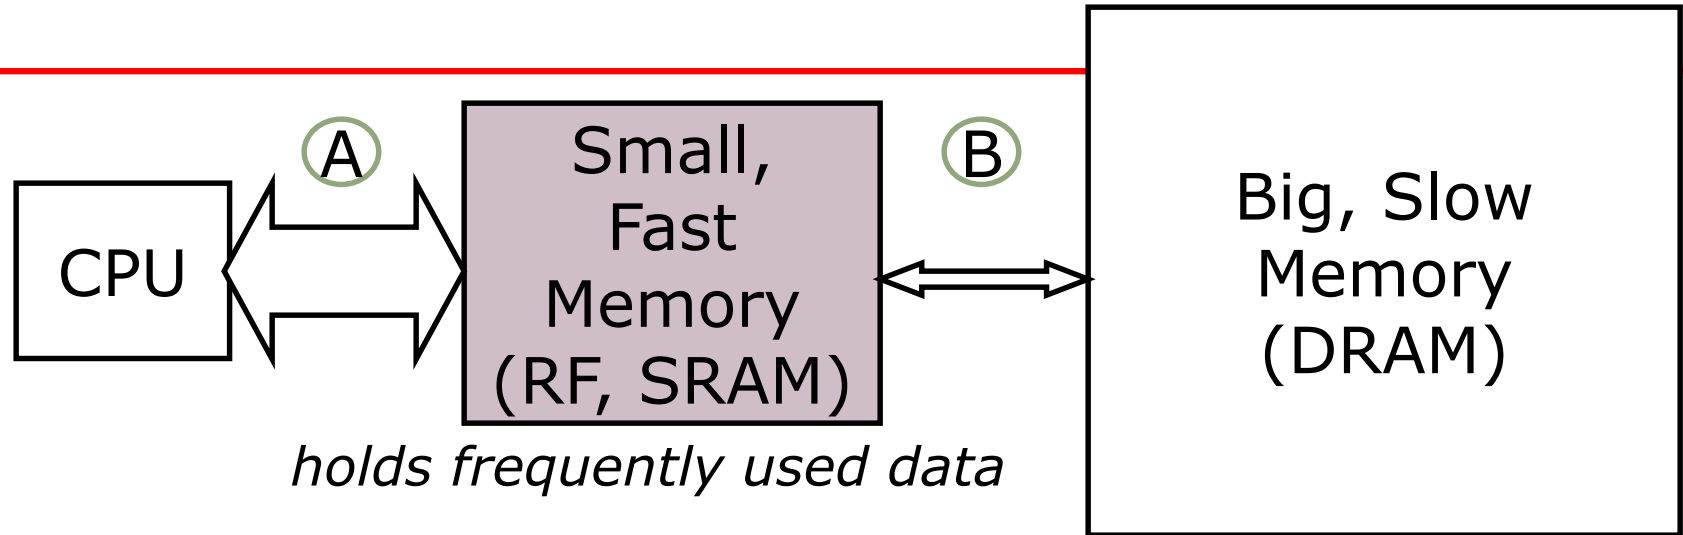 A
B
CPU
Small,
Fast
Memory
(RF, SRAM)
Big, Slow
Memory
(DRAM)
holds frequently used data